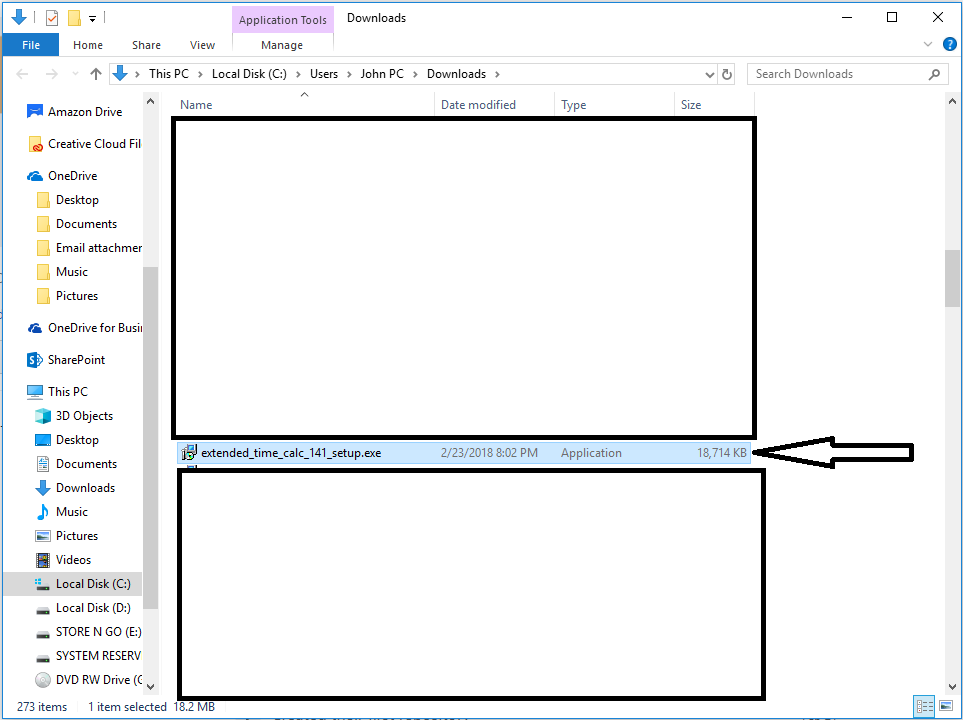 Application Tools Downloads
File Home Share View Manage
This PC Local Disk (C:) Users John PC Downloads Search Downloads
Name Date modified Type Size
Amazon Drive
Creative Cloud Fil
OneDrive
Desktop
Documents
Email attachmer
Music
Pictures
OneDrive for Busi
SharePoint
This PC
3D Objects
Desktop
Documents
Downloads
Music
Pictures
Videos
Local Disk (C:)
Local Disk (D:)
STORE N GO (E:)
SYSTEM RESERV
DVD RW Drive (G
extended_time_calc_141_setup.exe 2/23/2018 8:02 PM Application 18,714 KB
273 items 1 item selected 18.2 MB